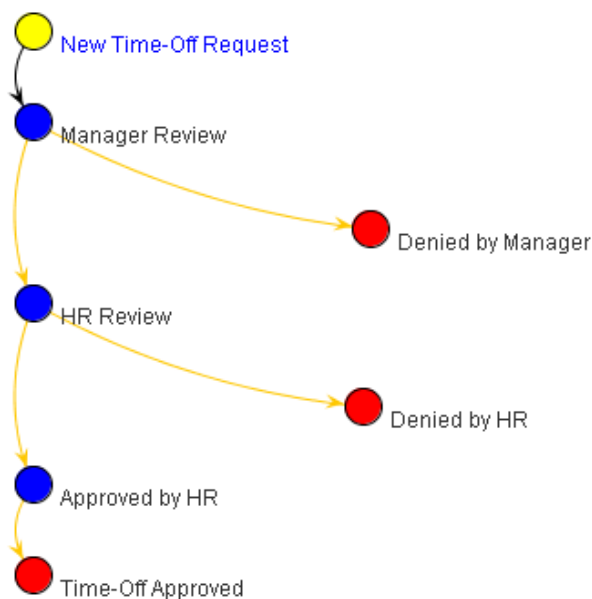 New Time-Off Request
Manager Review
Denied by Manager
HR Review
Denied by HR
Approved by HR
Time-Off Approved